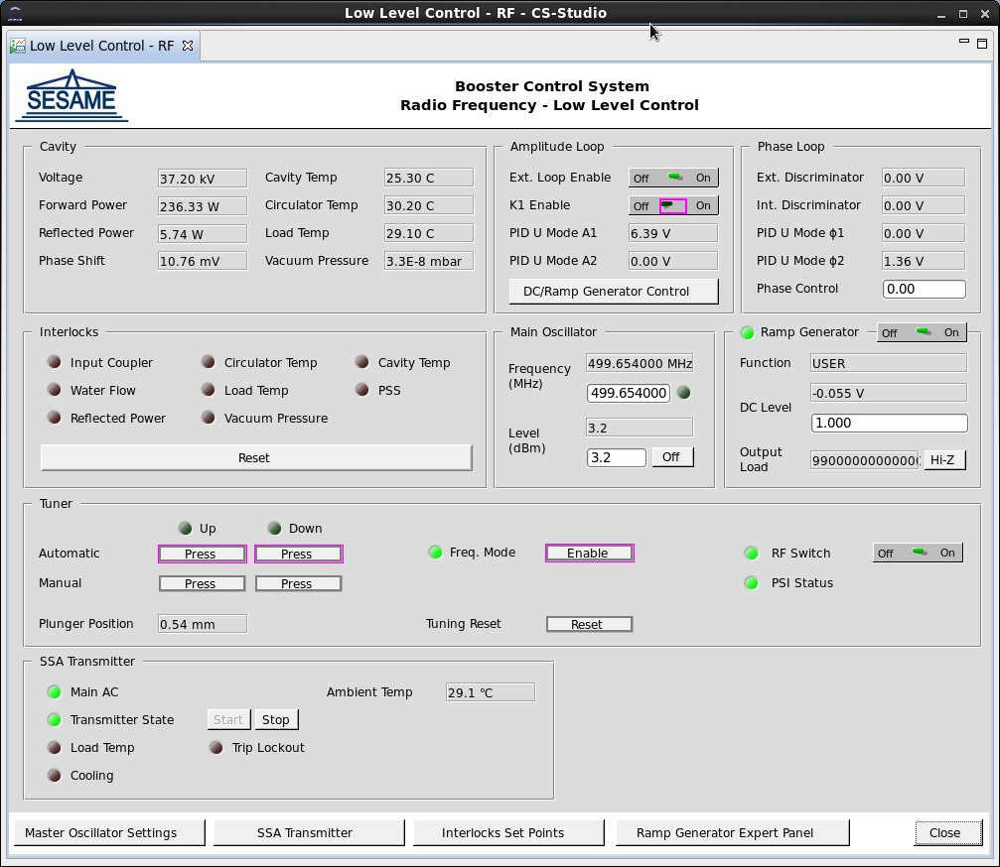 Low Level Control - RF - CS-Studio
Low Level Control - RF
SESAME
Booster Control System
Radio Frequency - Low Level Control
Cavity
Voltage 37.20 kV Cavity Temp 25.30 C
Forward Power 236.33 W Circulator Temp 30.20 C
Reflected Power 5.74 W Load Temp 29.10 C
Phase Shift 10.76 mV Vacuum Pressure 3.3E-8 mbar
Amplitude Loop
Ext. Loop Enable Off On
K1 Enable Off On
PID U Mode A1 6.39 V
PID U Mode A2 0.00 V
DC/Ramp Generator Control
Phase Loop
Ext. Discriminator 0.00 V
Int. Discriminator 0.00 V
PID U Mode ϕ1 0.00 V
PID U Mode ϕ2 1.36 V
Phase Control 0.00
Interlocks
Input Coupler Circulator Temp Cavity Temp
Water Flow Load Temp PSS
Reflected Power Vacuum Pressure
Reset
Main Oscillator
Frequency (MHz) 499.654000 MHz
499.654000
Level (dBm) 3.2
3.2 Off
Ramp Generator Off On
Function USER
DC Level -0.055 V
1.000
Output Load 99000000000000 Hi-Z
Tuner
Up Down
Automatic Press Press Freq. Mode Enable RF Switch Off On
Manual Press Press PSI Status
Plunger Position 0.54 mm Tuning Reset Reset
SSA Transmitter
Main AC Ambient Temp 29.1 °C
Transmitter State Start Stop
Load Temp Trip Lockout
Cooling
Master Oscillator Settings SSA Transmitter Interlocks Set Points Ramp Generator Expert Panel Close